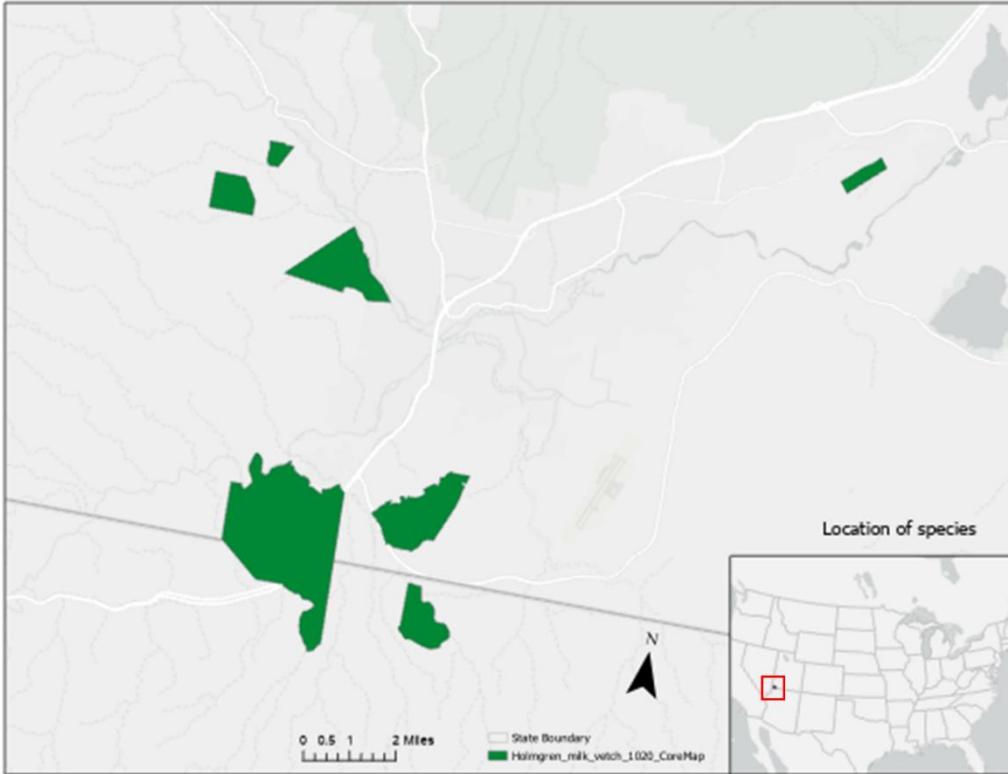 Location of species
N
0 0.5 1 2 Miles
State Boundary
Holmgren_milk_vetch_1020_CoreMap